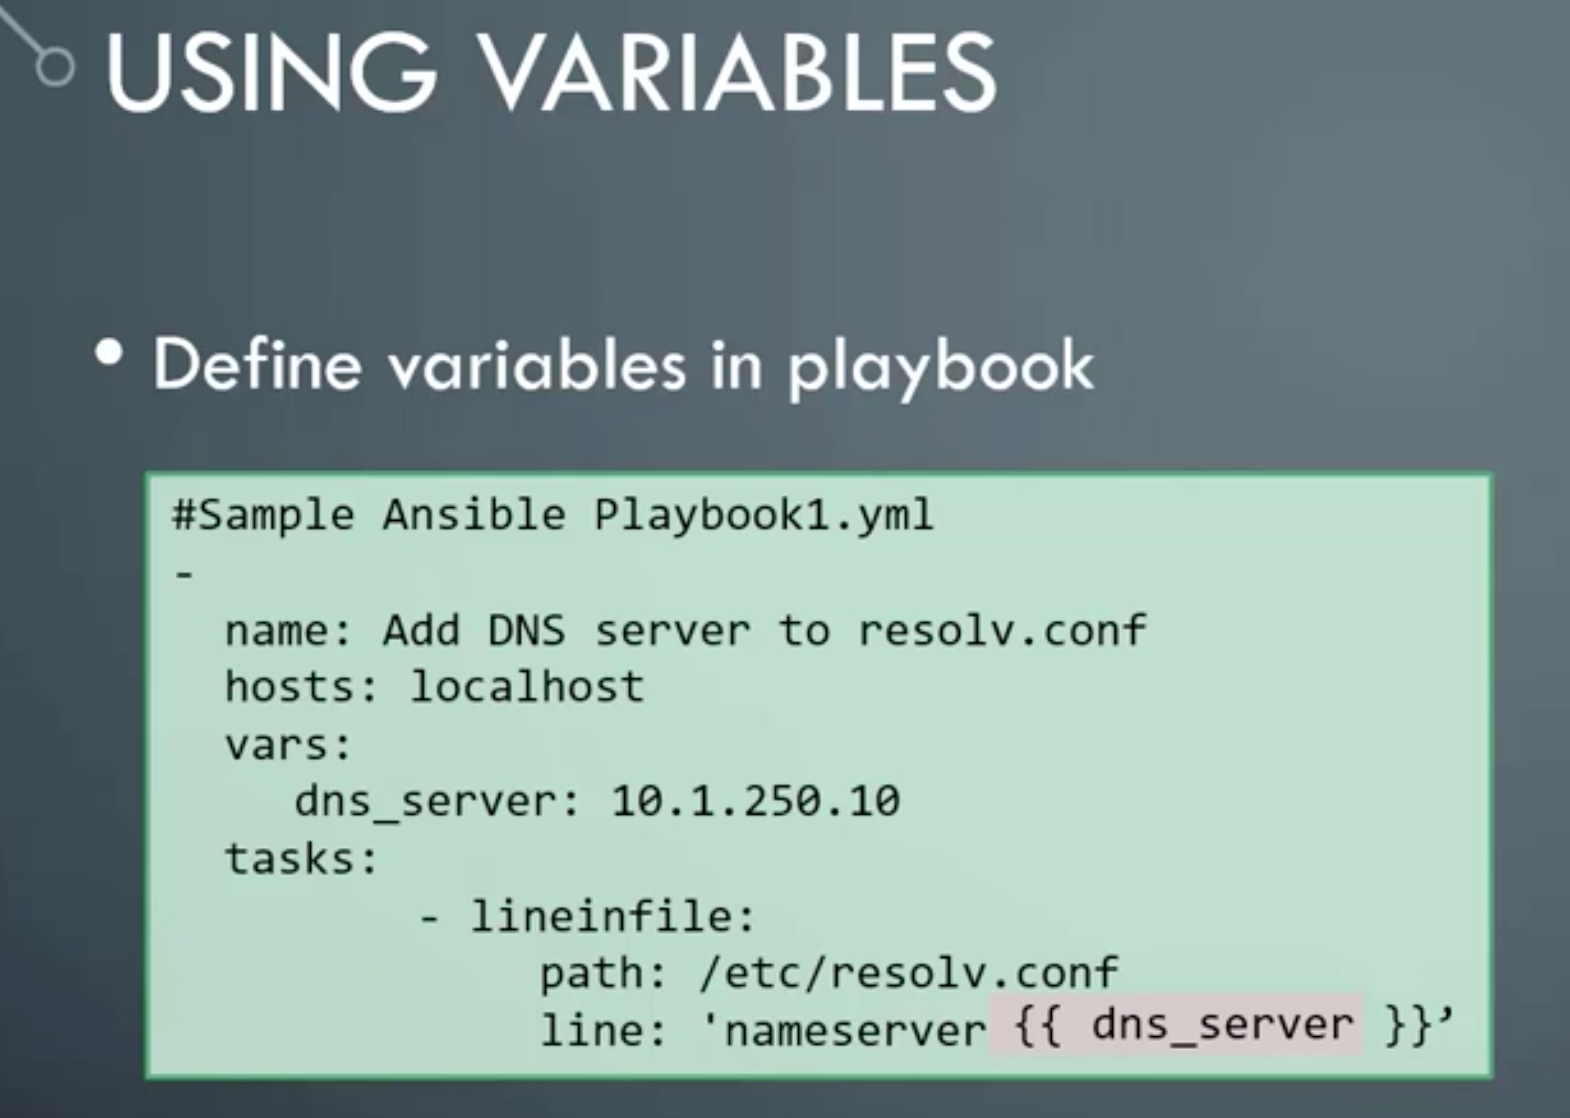 USING VARIABLES
• Define variables in playbook
#Sample Ansible Playbook1.yml
-
name: Add DNS server to resolv.conf
hosts: localhost
vars:
dns_server: 10.1.250.10
tasks:
- lineinfile:
path: /etc/resolv.conf
line: 'nameserver {{ dns_server }}’